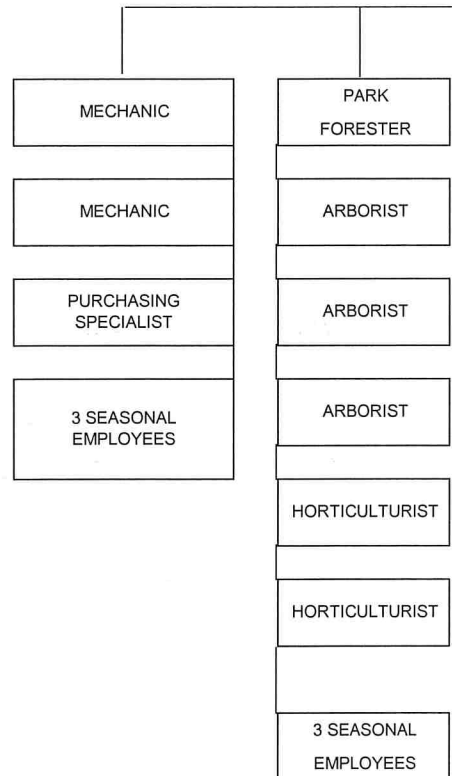 MECHANIC
MECHANIC
PURCHASING
SPECIALIST
3 SEASONAL
EMPLOYEES
PARK
FORESTER
ARBORIST
ARBORIST
ARBORIST
HORTICULTURIST
HORTICULTURIST
3 SEASONAL
EMPLOYEES